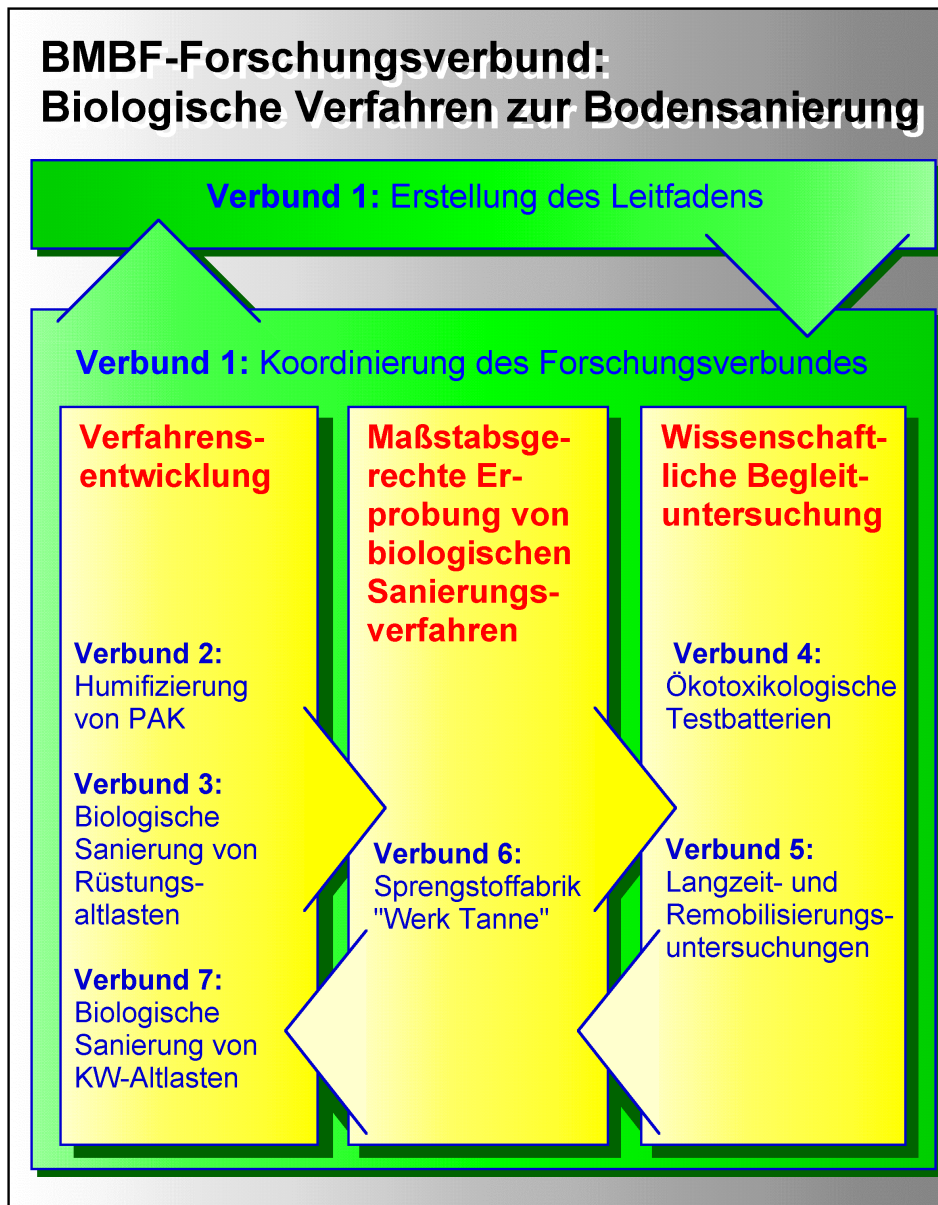 BMBF-Forschungsverbund:
Biologische Verfahren zur Bodensanierung
Verbund 1: Erstellung des Leitfadens
Verbund 1: Koordinierung des Forschungsverbundes
Verfahrens-
entwicklung
Verbund 2:
Humifizierung
von PAK
Verbund 3:
Biologische
Sanierung von
Rüstungs-
altlasten
Verbund 7:
Biologische
Sanierung von
KW-Altlasten
Maßstabsge-
rechte Er-
probung von
biologischen
Sanierungs-
verfahren
Verbund 6:
Sprengstoffabrik
"Werk Tanne"
Wissenschaft-
liche Begleit-
untersuchung
Verbund 4:
Ökotoxikologische
Testbatterien
Verbund 5:
Langzeit- und
Remobilisierungs-
untersuchungen